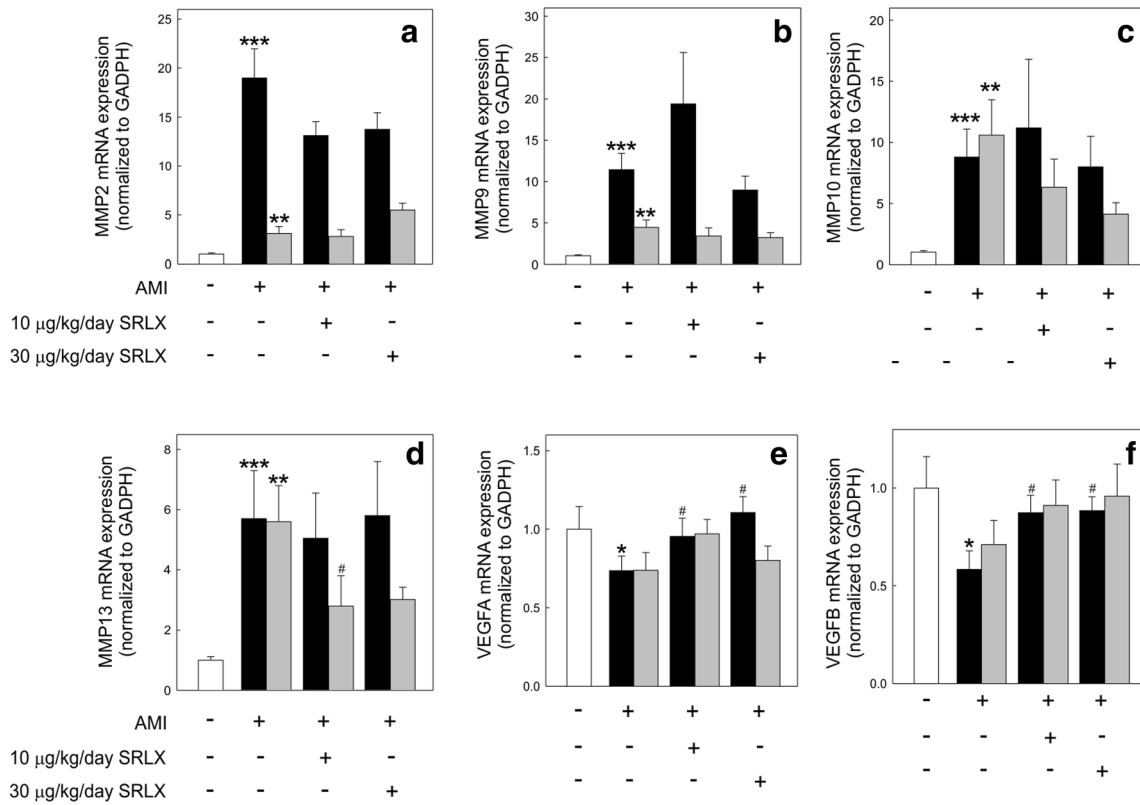 a
MMP2 mRNA expression
(normalized to GADPH)
25
20
15
10
5
0
***
**
AMI - + + +
10 μg/kg/day SRLX - - + -
30 μg/kg/day SRLX - - - +
b
MMP9 mRNA expression
(normalized to GADPH)
30
25
20
15
10
5
0
***
**
- + + +
- - + -
- - - +
c
MMP10 mRNA expression
(normalized to GADPH)
20
15
10
5
0
***
**
- + + +
- - + -
- - - +
d
MMP13 mRNA expression
(normalized to GADPH)
8
6
4
2
0
***
**
#
AMI - + + +
10 μg/kg/day SRLX - - + -
30 μg/kg/day SRLX - - - +
e
VEGFA mRNA expression
(normalized to GADPH)
1.5
1.0
0.5
0.0
*
#
#
- + + +
- - + -
- - - +
f
VEGFB mRNA expression
(normalized to GADPH)
1.0
0.5
0.0
*
#
#
- + + +
- - + -
- - - +